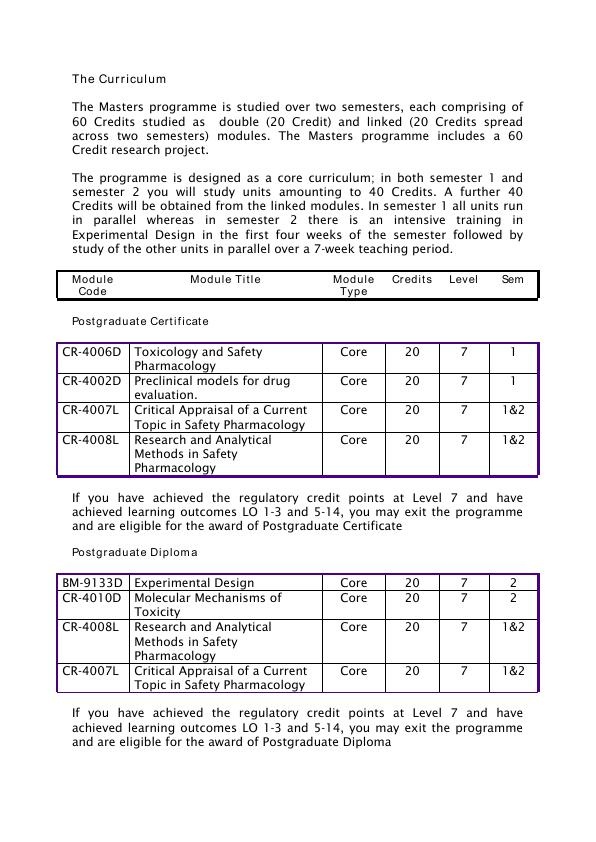 The Curriculum
The Masters programme is studied over two semesters, each comprising of
60 Credits studied as  double (20 Credit) and linked (20 Credits spread
across two semesters) modules. The Masters programme includes a 60
Credit research project.
The programme is designed as a core curriculum; in both semester 1 and
semester 2 you will study units amounting to 40 Credits. A further 40
Credits will be obtained from the linked modules. In semester 1 all units run
in parallel whereas in semester 2 there is an intensive training in
Experimental Design in the first four weeks of the semester followed by
study of the other units in parallel over a 7-week teaching period.
Module Module Title Module Credits Level Sem
Code Type
Postgraduate Certificate
CR-4006D Toxicology and Safety Core 20 7 1
Pharmacology
CR-4002D Preclinical models for drug Core 20 7 1
evaluation.
CR-4007L Critical Appraisal of a Current Core 20 7 1&2
Topic in Safety Pharmacology
CR-4008L Research and Analytical Core 20 7 1&2
Methods in Safety
Pharmacology
If you have achieved the regulatory credit points at Level 7 and have
achieved learning outcomes LO 1-3 and 5-14, you may exit the programme
and are eligible for the award of Postgraduate Certificate
Postgraduate Diploma
BM-9133D Experimental Design Core 20 7 2
CR-4010D Molecular Mechanisms of Core 20 7 2
Toxicity
CR-4008L Research and Analytical Core 20 7 1&2
Methods in Safety
Pharmacology
CR-4007L Critical Appraisal of a Current Core 20 7 1&2
Topic in Safety Pharmacology
If you have achieved the regulatory credit points at Level 7 and have
achieved learning outcomes LO 1-3 and 5-14, you may exit the programme
and are eligible for the award of Postgraduate Diploma